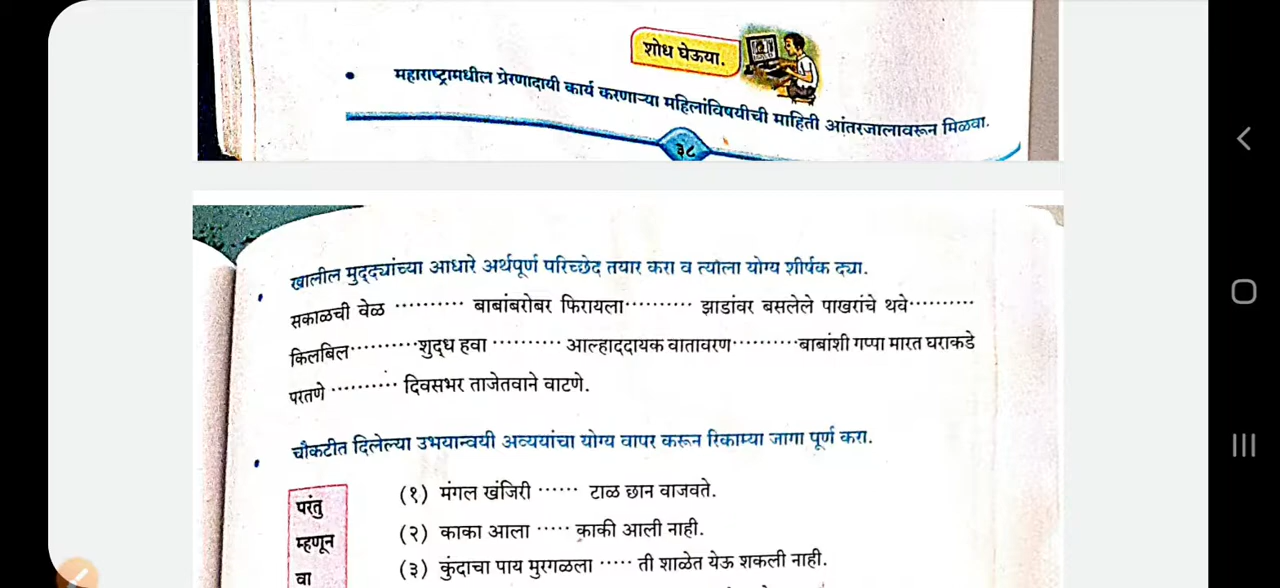 शोध घेऊया.
• महाराष्ट्रामधील प्रेरणादायी कार्य करणाऱ्या महिलांविषयीची माहिती आंतरजालावरून मिळवा.
३८
• खालील मुद्द्यांच्या आधारे अर्थपूर्ण परिच्छेद तयार करा व त्याला योग्य शीर्षक द्या.
सकाळची वेळ ·········· बाबांबरोबर फिरायला·········· झाडांवर बसलेले पाखरांचे थवे··········
किलबिल··········शुद्ध हवा ·········· आल्हाददायक वातावरण··········बाबांशी गप्पा मारत घराकडे
परतणे ·········· दिवसभर ताजेतवाने वाटणे.
• चौकटीत दिलेल्या उभयान्वयी अव्ययांचा योग्य वापर करून रिकाम्या जागा पूर्ण करा.
परंतु
म्हणून
वा
(१) मंगल खंजिरी ······ टाळ छान वाजवते.
(२) काका आला ····· काकी आली नाही.
(३) कुंदाचा पाय मुरगळला ····· ती शाळेत येऊ शकली नाही.